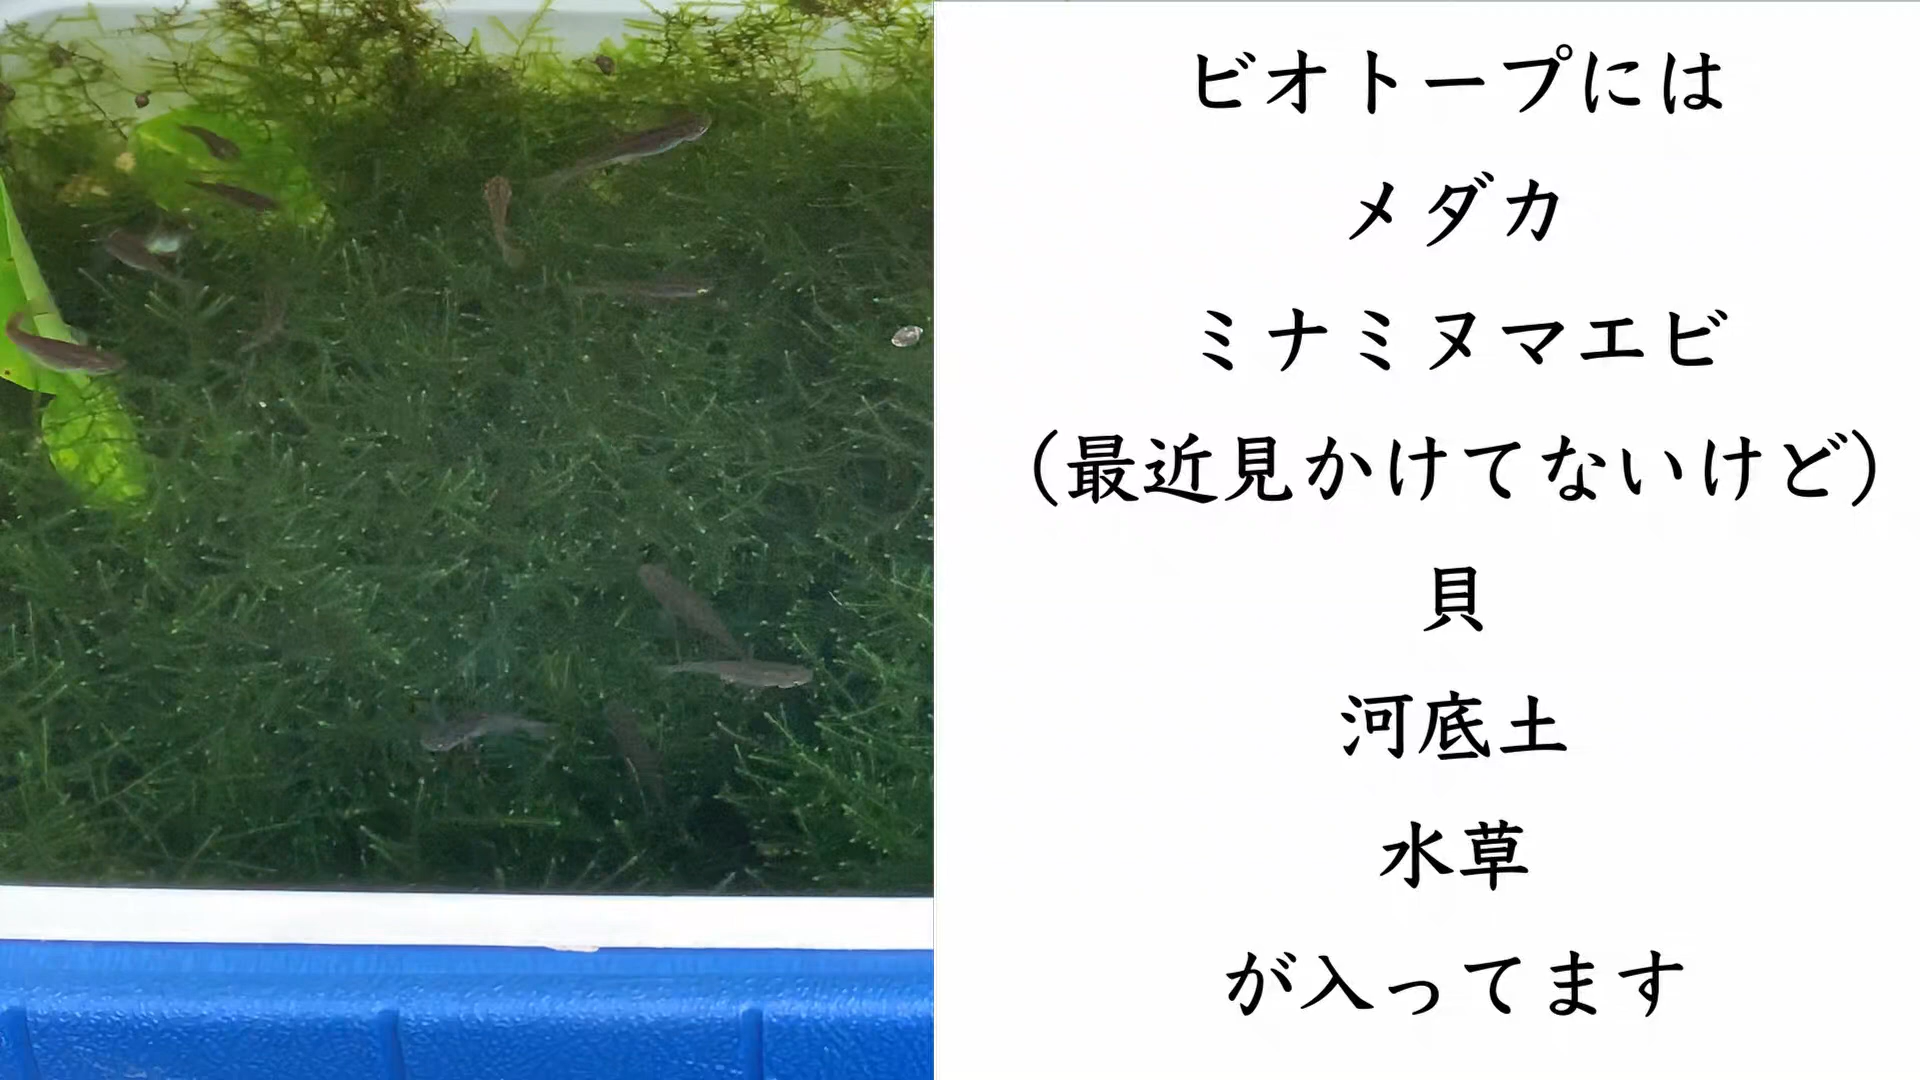 ビオトープには
メダカ
ミナミヌマエビ
（最近見かけてないけど）
貝
河底土
水草
が入ってます